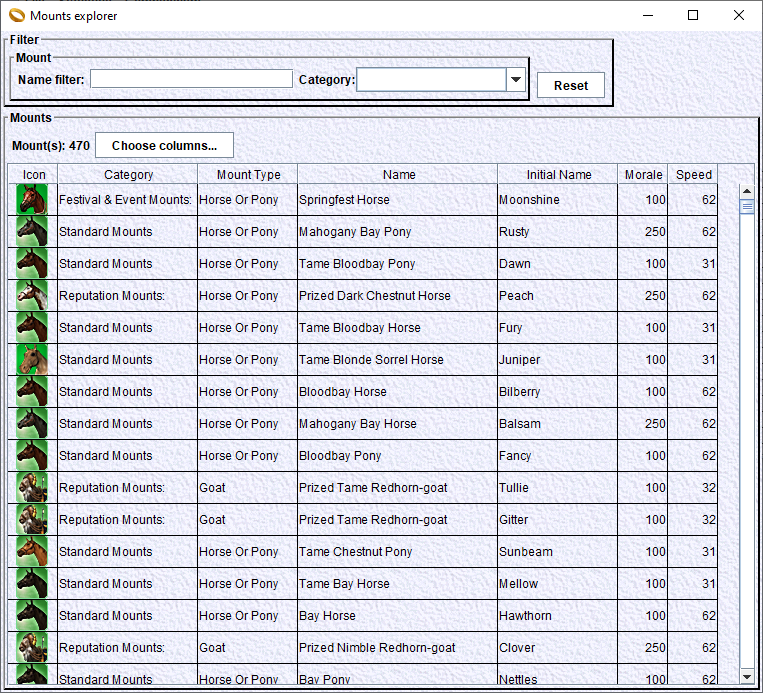 Mounts explorer
Filter
Mount
Name filter: Category: Reset
Mounts
Mount(s): 470 Choose columns...
Icon Category Mount Type Name Initial Name Morale Speed
Festival & Event Mounts: Horse Or Pony Springfest Horse Moonshine 100 62
Standard Mounts Horse Or Pony Mahogany Bay Pony Rusty 250 62
Standard Mounts Horse Or Pony Tame Bloodbay Pony Dawn 100 31
Reputation Mounts: Horse Or Pony Prized Dark Chestnut Horse Peach 250 62
Standard Mounts Horse Or Pony Tame Bloodbay Horse Fury 100 31
Standard Mounts Horse Or Pony Tame Blonde Sorrel Horse Juniper 100 31
Standard Mounts Horse Or Pony Bloodbay Horse Bilberry 100 62
Standard Mounts Horse Or Pony Mahogany Bay Horse Balsam 250 62
Standard Mounts Horse Or Pony Bloodbay Pony Fancy 100 62
Reputation Mounts: Goat Prized Tame Redhorn-goat Tullie 100 32
Reputation Mounts: Goat Prized Tame Redhorn-goat Gitter 100 32
Standard Mounts Horse Or Pony Tame Chestnut Pony Sunbeam 100 31
Standard Mounts Horse Or Pony Tame Bay Horse Mellow 100 31
Standard Mounts Horse Or Pony Bay Horse Hawthorn 100 62
Reputation Mounts: Goat Prized Nimble Redhorn-goat Clover 250 62
Standard Mounts Horse Or Pony Bay Pony Nettles 100 62